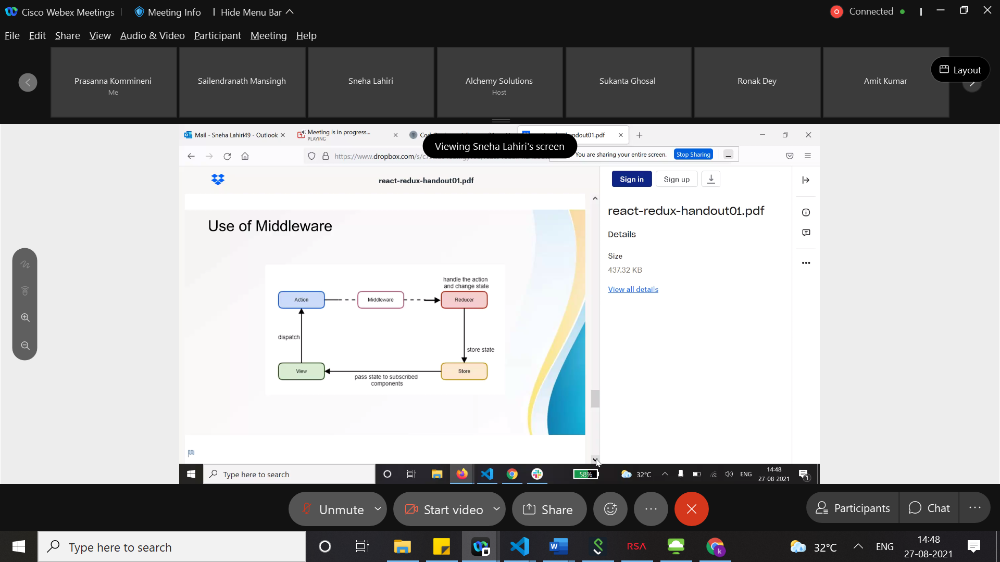 Cisco Webex Meetings
Meeting Info
Hide Menu Bar
Connected
File Edit Share View Audio & Video Participant Meeting Help
Prasanna Kommineni
Me
Sailendranath Mansingh
Sneha Lahiri
Alchemy Solutions
Host
Sukanta Ghosal
Ronak Dey
Amit Kumar
Layout
Mail - Sneha Lahiri49 - Outlook
Meeting is in progress...
PLAYING
Viewing Sneha Lahiri's screen
https://www.dropbox.com/s/
You are sharing your entire screen.
Stop Sharing
react-redux-handout01.pdf
Sign in
Sign up
react-redux-handout01.pdf
Details
Size
437.32 KB
View all details
Use of Middleware
handle the action
and change state
Action
Middleware
Reducer
dispatch
store state
View
pass state to subscribed
components
Store
Type here to search
58%
32°C
ENG
14:48
27-08-2021
1
Unmute
Start video
Share
Participants
Chat
Type here to search
RSA
k
32°C
ENG
14:48
27-08-2021